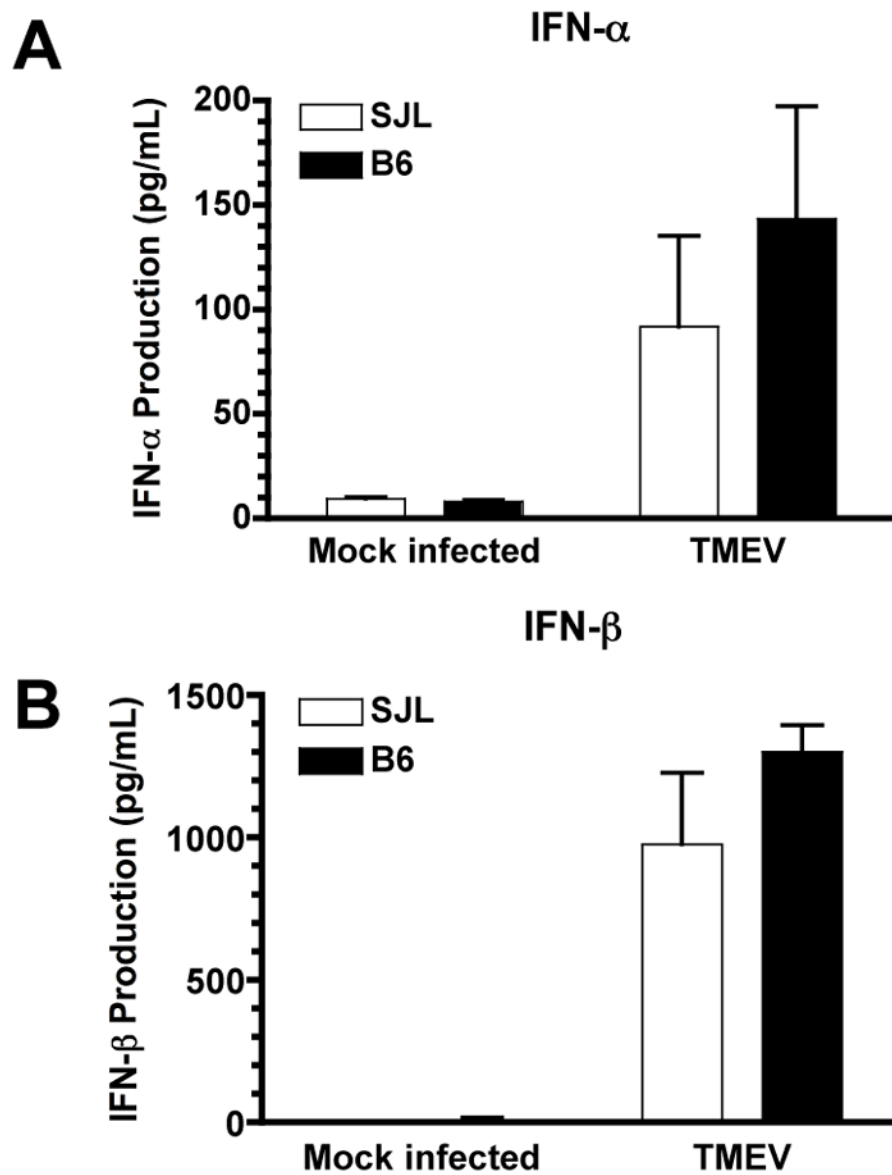 A
IFN-α
IFN-α Production (pg/mL)
200
150
100
50
0
SJL
B6
Mock infected
TMEV
B
IFN-β
IFN-β Production (pg/mL)
1500
1000
500
0
SJL
B6
Mock infected
TMEV